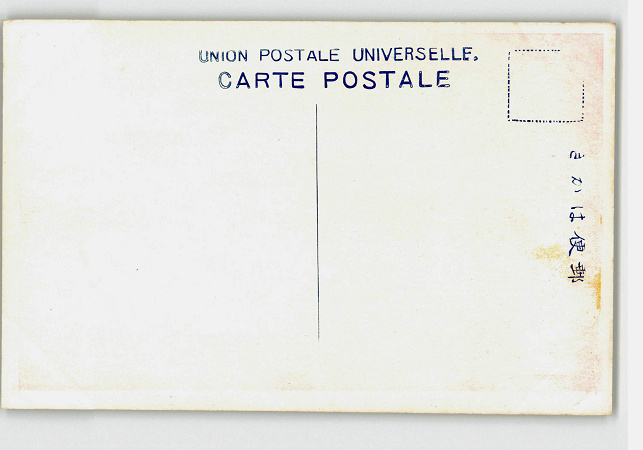 UNION POSTALE UNIVERSELLE.
CARTE POSTALE
郵便はかき